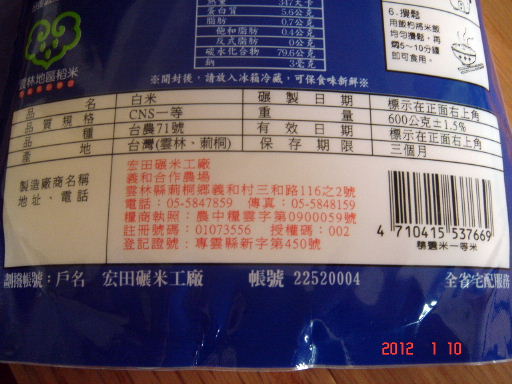 熱量 347大卡
蛋白質 5.6公克
脂肪 0.7公克
飽和脂肪 0.4公克
反式脂肪 0公克
碳水化合物 79.6公克
鈉 3毫克
6.攪鬆
用飯杓將米飯
均勻攪鬆，再
燜5~10分鐘
即可食用。
雲林地區稻米
※開封後，請放入冰箱冷藏，可保食味新鮮※
品名 白米 碾製日期 標示在正面右上角
品質規格 CNS一等 重量 600公克±1.5%
品種 台農71號 有效日期 標示在正面右上角
產地 台灣(雲林、莿桐) 保存期限 三個月
製造廠商名稱
地址、電話
宏田碾米工廠
義和合作農場
雲林縣莿桐鄉義和村三和路116之2號
電話：05-5847859 傳真：05-5848159
糧商執照：農中糧雲字第0900059號
註冊號碼：01073556 授權碼：002
登記證號：專雲縣新字第450號
4 710415 537669
精選米一等米
劃撥帳號：戶名 宏田碾米工廠 帳號 22520004 全省宅配服務
2012 1 10